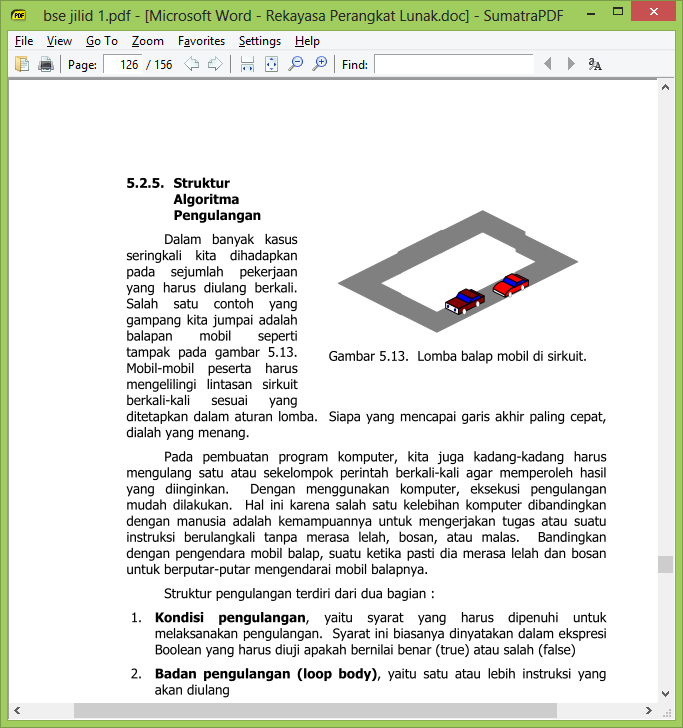 bse jilid 1.pdf - [Microsoft Word - Rekayasa Perangkat Lunak.doc] - SumatraPDF
File View Go To Zoom Favorites Settings Help
Page: 126 / 156 Find:
5.2.5. Struktur
Algoritma
Pengulangan
Dalam banyak kasus
seringkali kita dihadapkan
pada sejumlah pekerjaan
yang harus diulang berkali.
Salah satu contoh yang
gampang kita jumpai adalah
balapan mobil seperti
tampak pada gambar 5.13.
Mobil-mobil peserta harus
mengelilingi lintasan sirkuit
berkali-kali sesuai yang
Gambar 5.13. Lomba balap mobil di sirkuit.
ditetapkan dalam aturan lomba. Siapa yang mencapai garis akhir paling cepat,
dialah yang menang.
Pada pembuatan program komputer, kita juga kadang-kadang harus
mengulang satu atau sekelompok perintah berkali-kali agar memperoleh hasil
yang diinginkan. Dengan menggunakan komputer, eksekusi pengulangan
mudah dilakukan. Hal ini karena salah satu kelebihan komputer dibandingkan
dengan manusia adalah kemampuannya untuk mengerjakan tugas atau suatu
instruksi berulangkali tanpa merasa lelah, bosan, atau malas. Bandingkan
dengan pengendara mobil balap, suatu ketika pasti dia merasa lelah dan bosan
untuk berputar-putar mengendarai mobil balapnya.
Struktur pengulangan terdiri dari dua bagian :
1. Kondisi pengulangan, yaitu syarat yang harus dipenuhi untuk
melaksanakan pengulangan. Syarat ini biasanya dinyatakan dalam ekspresi
Boolean yang harus diuji apakah bernilai benar (true) atau salah (false)
2. Badan pengulangan (loop body), yaitu satu atau lebih instruksi yang
akan diulang